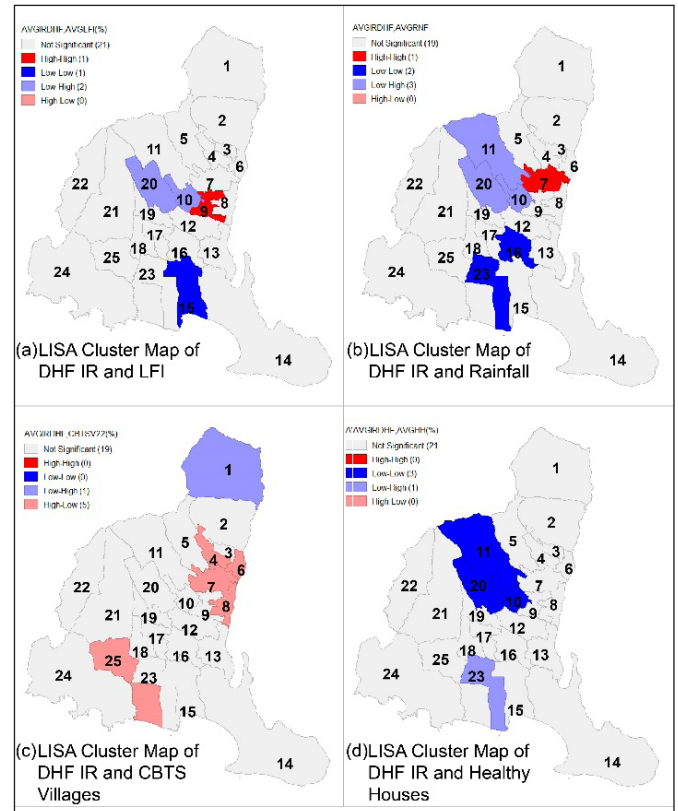 AVGIRDHF,AVGLFI(%)
Not Significant (21)
High-High (1)
Low Low (1)
Low High (2)
High-Low (0)
1
2
3
5
4
6
11
7
22
20
10
8
9
21
19
12
17
18
16
13
25
23
24
15
14
(a)LISA Cluster Map of
DHF IR and LFI
AVGIRDHF,AVGRNF
Not Significant (19)
High-High (1)
Low Low (2)
Low High (3)
High-Low (0)
1
2
3
5
4
6
11
7
22
20
10
8
9
21
19
12
17
18
16
13
25
23
24
15
14
(b)LISA Cluster Map of
DHF IR and Rainfall
AVGIRDHF,CBTSV22(%)
Not Significant (19)
High-High (0)
Low-Low (0)
Low-High (1)
High-Low (5)
1
2
3
5
4
6
11
7
22
20
10
8
9
21
19
12
17
18
16
13
25
23
24
15
14
(c)LISA Cluster Map of
DHF IR and CBTS
Villages
A'AVGIRDHF,AVGHH(%)
Not Significant (21
High-High (0)
Low-Low (3)
Low-High (1)
High-Low (0)
1
2
3
5
4
6
11
7
22
20
10
8
9
21
19
12
17
18
16
13
25
23
24
15
14
(d)LISA Cluster Map of
DHF IR and Healthy
Houses